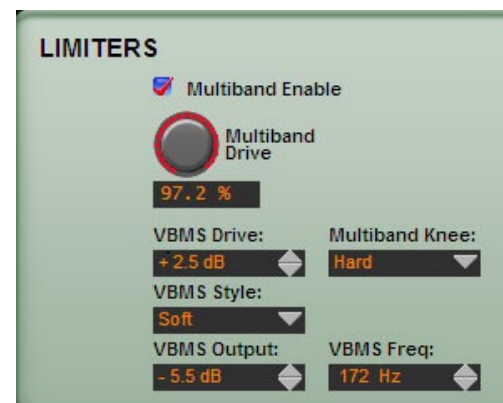 LIMITERS
Multiband Enable
Multiband
Drive
97.2 %
VBMS Drive: Multiband Knee:
+2.5 dB Hard
VBMS Style:
Soft
VBMS Output: VBMS Freq:
- 5.5 dB 172 Hz